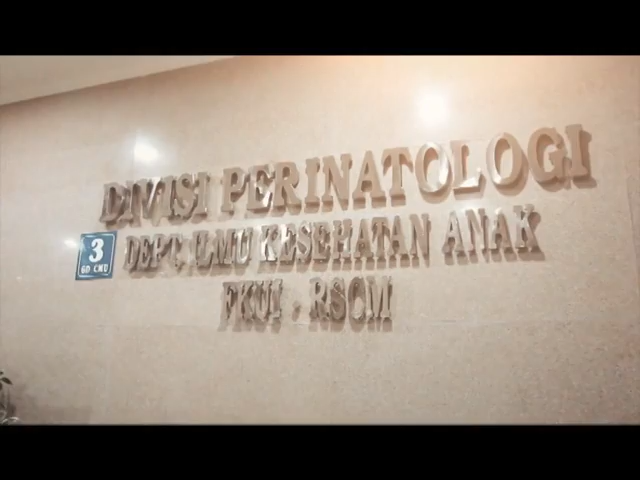 DIVISI PERINATOLOGI
DEPT. ILMU KESEHATAN ANAK
FKUI - RSCM
3
GD CMU